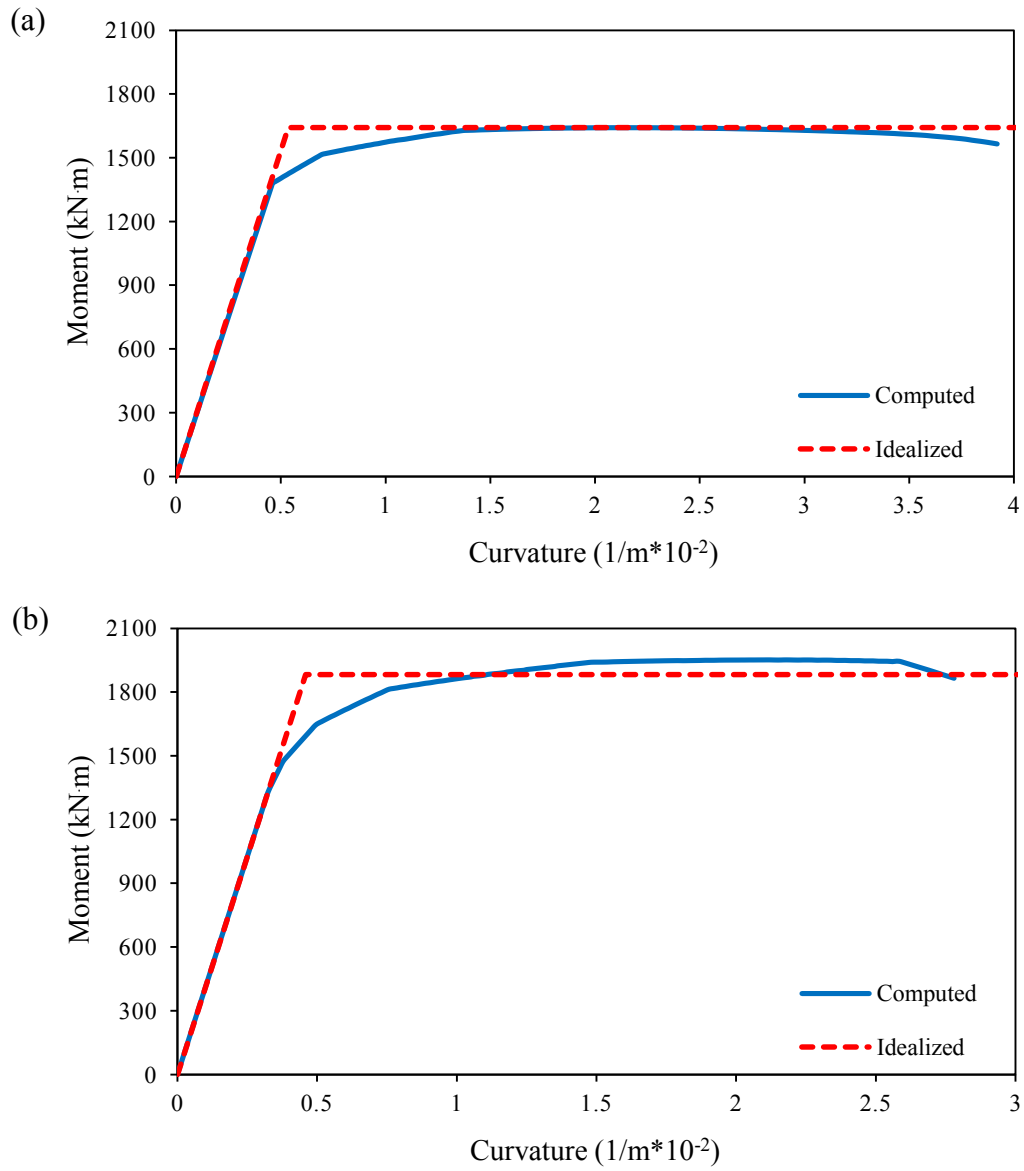 (a)
2100
1800
1500
1200
900
600
300
0
Moment (kN·m)
Computed
Idealized
0 0.5 1 1.5 2 2.5 3 3.5 4
Curvature (1/m*10-2)
(b)
2100
1800
1500
1200
900
600
300
0
Moment (kN·m)
Computed
Idealized
0 0.5 1 1.5 2 2.5 3
Curvature (1/m*10-2)